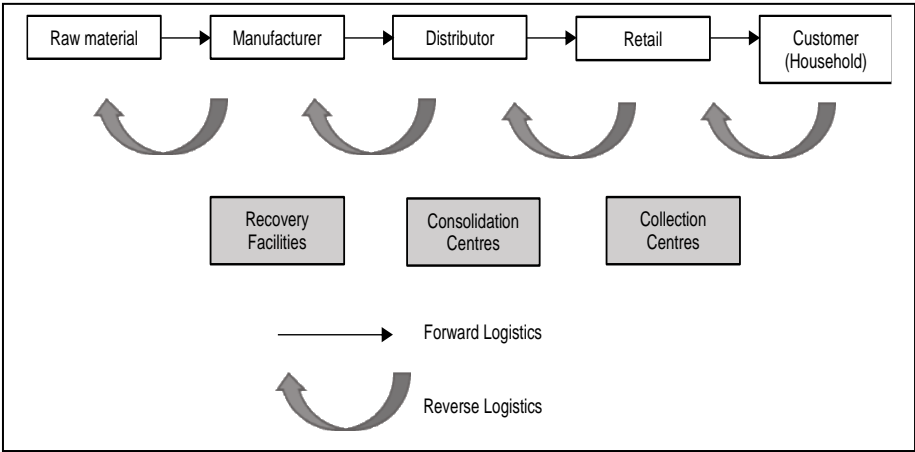 Raw material
Manufacturer
Distributor
Retail
Customer
(Household)
Recovery
Facilities
Consolidation
Centres
Collection
Centres
Forward Logistics
Reverse Logistics